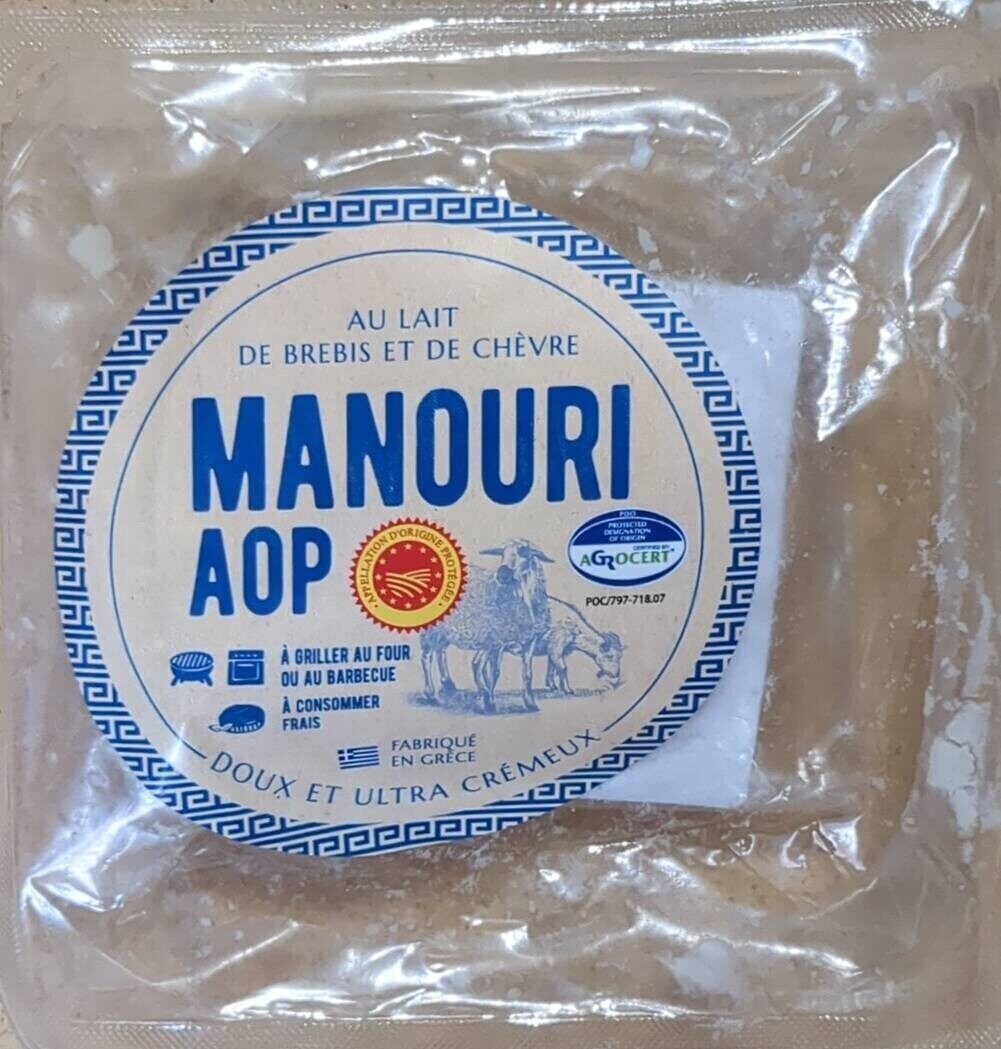 AU LAIT
DE BREBIS ET DE CHÈVRE
MANOURI
AOP
APPELLATION D'ORIGINE PROTÉGÉE
PDO
PROTECTED
DESIGNATION
OF ORIGIN
CERTIFIED BY
AGROCERT
POC/797-718.07
À GRILLER AU FOUR
OU AU BARBECUE
À CONSOMMER
FRAIS
FABRIQUÉ
EN GRÈCE
DOUX ET ULTRA CRÉMEUX